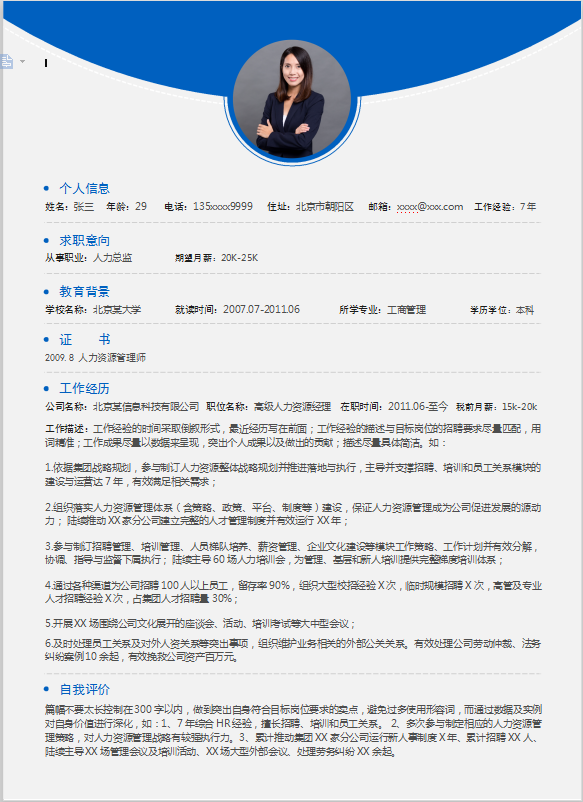 个人信息
姓名：张三 年龄：29 电话：135xxxx9999 住址：北京市朝阳区 邮箱：xxxx@xxx.com 工作经验：7年
求职意向
从事职业：人力总监 期望月薪：20K-25K
教育背景
学校名称：北京某大学 就读时间：2007.07-2011.06 所学专业：工商管理 学历学位：本科
证 书
2009. 8 人力资源管理师
工作经历
公司名称：北京某信息科技有限公司 职位名称：高级人力资源经理 在职时间：2011.06-至今 税前月薪：15k-20k
工作描述：工作经验的时间采取倒叙形式，最近经历写在前面；工作经验的描述与目标岗位的招聘要求尽量匹配，用
词精准；工作成果尽量以数据来呈现，突出个人成果以及做出的贡献；描述尽量具体简洁。如：
1.依据集团战略规划，参与制订人力资源整体战略规划并推进落地与执行，主导并支撑招聘、培训和员工关系模块的
建设与运营达 7 年，有效满足相关需求；
2.组织落实人力资源管理体系（含策略、政策、平台、制度等）建设，保证人力资源管理成为公司促进发展的源动
力； 陆续推动 XX 家分公司建立完整的人才管理制度并有效运行 XX 年；
3.参与制订招聘管理、培训管理、人员梯队培养、薪资管理、企业文化建设等模块工作策略、工作计划并有效分解，
协调、指导与监督下属执行； 陆续主导 60 场人力培训会，为管理、基层和新人培训提供完整梯度培训体系；
4.通过各种渠道为公司招聘 100 人以上员工，留存率 90%，组织大型校招经验 X 次，临时规模招聘 X 次，高管及专业
人才招聘经验 X 次，占集团人才招聘量 30%；
5.开展 XX 场围绕公司文化展开的座谈会、活动、培训考试等大中型会议；
6.及时处理员工关系及对外人资关系等突出事项，组织维护业务相关的外部公关关系。有效处理公司劳动仲裁、法务
纠纷案例 10 余起，有效挽救公司资产百万元。
自我评价
篇幅不要太长控制在 300 字以内，做到突出自身符合目标岗位要求的卖点，避免过多使用形容词，而通过数据及实例
对自身价值进行深化，如：1、7 年综合 HR 经验，擅长招聘、培训和员工关系。 2、多次参与制定相应的人力资源管
理策略，对人力资源管理战略有较强执行力。3、累计推动集团 XX 家分公司运行新人事制度 X 年、累计招聘 XX 人、
陆续主导 XX 场管理会议及培训活动、XX 场大型外部会议、处理劳务纠纷 XX 余起。